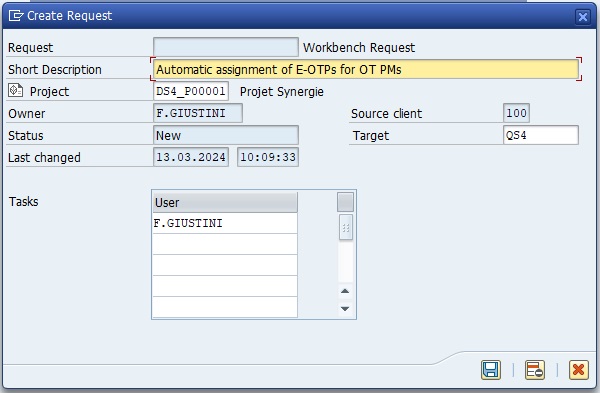 Create Request
Request Workbench Request
Short Description Automatic assignment of E-OTPs for OT PMs
Project DS4_P00001 Projet Synergie
Owner F.GIUSTINI Source client 100
Status New Target QS4
Last changed 13.03.2024 10:09:33
Tasks User
F.GIUSTINI